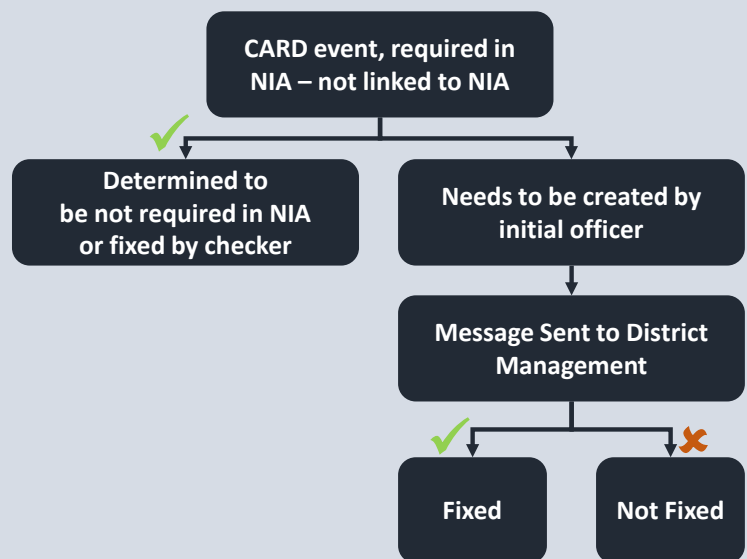 CARD event, required in
NIA – not linked to NIA
Determined to
be not required in NIA
or fixed by checker
Needs to be created by
initial officer
Message Sent to District
Management
Fixed
Not Fixed